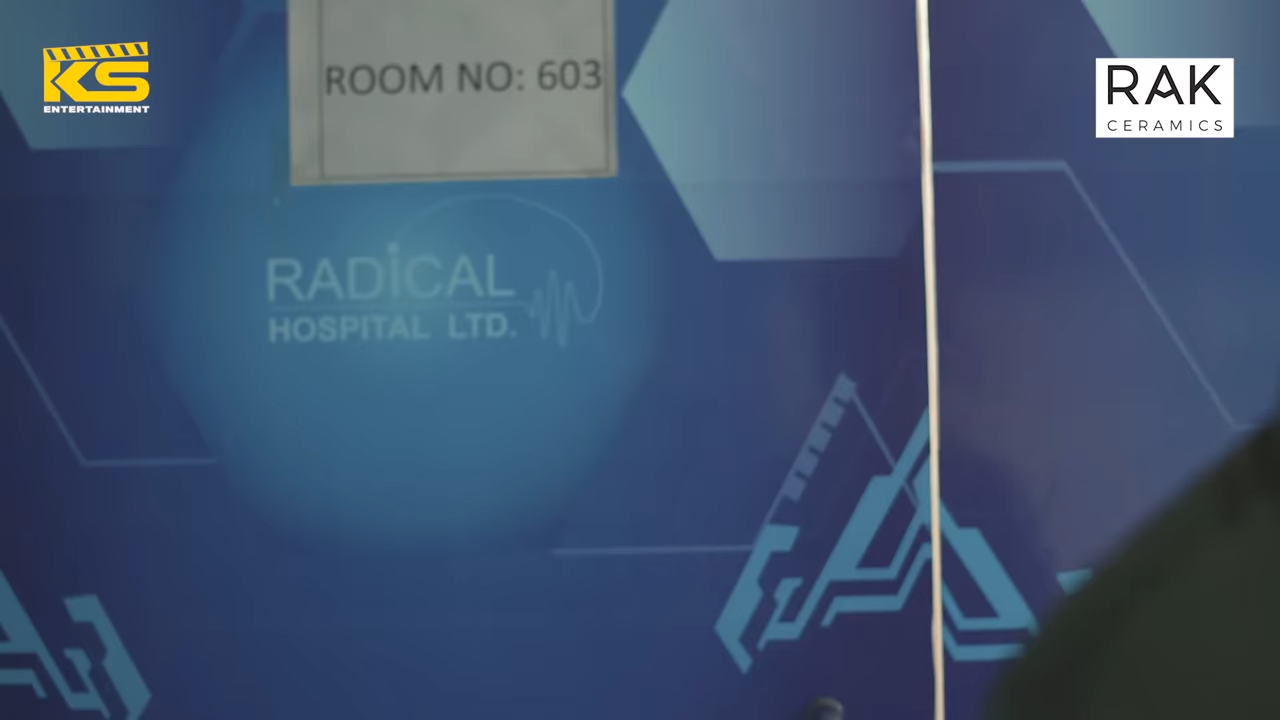 KS
ENTERTAINMENT
ROOM NO: 603
RAK
CERAMICS
RADiCAL
HOSPITAL LTD.